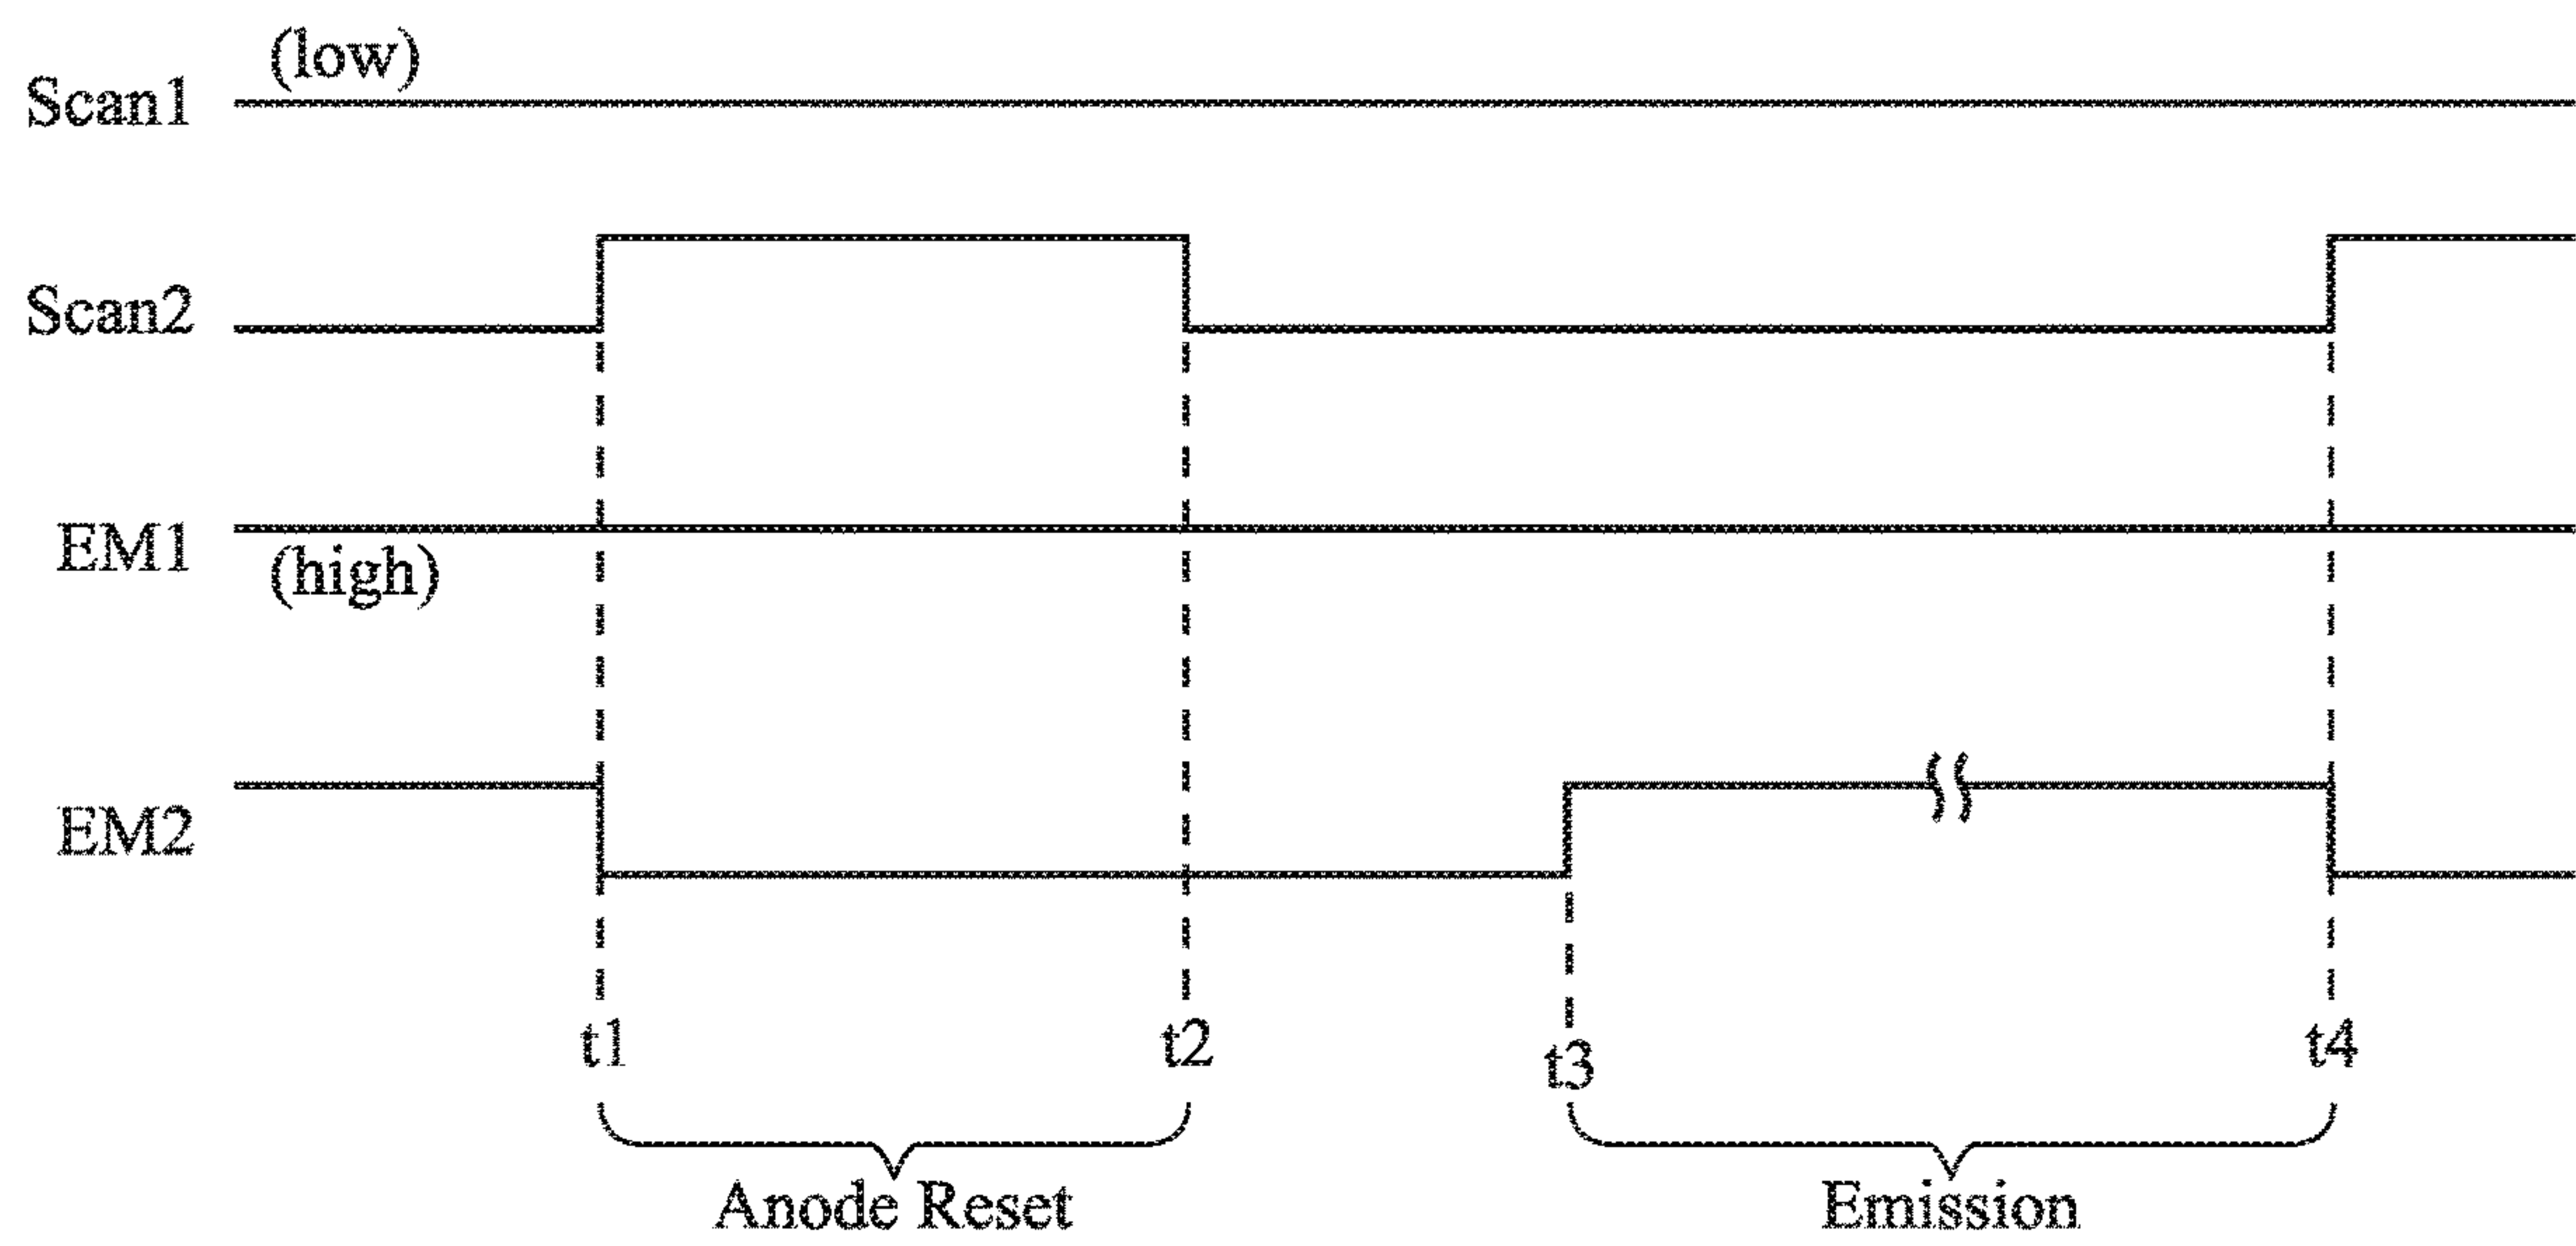 (low)
Scan1
Scan2
EM1
(high)
EM2
t1 t2 t3 t4
Anode Reset Emission